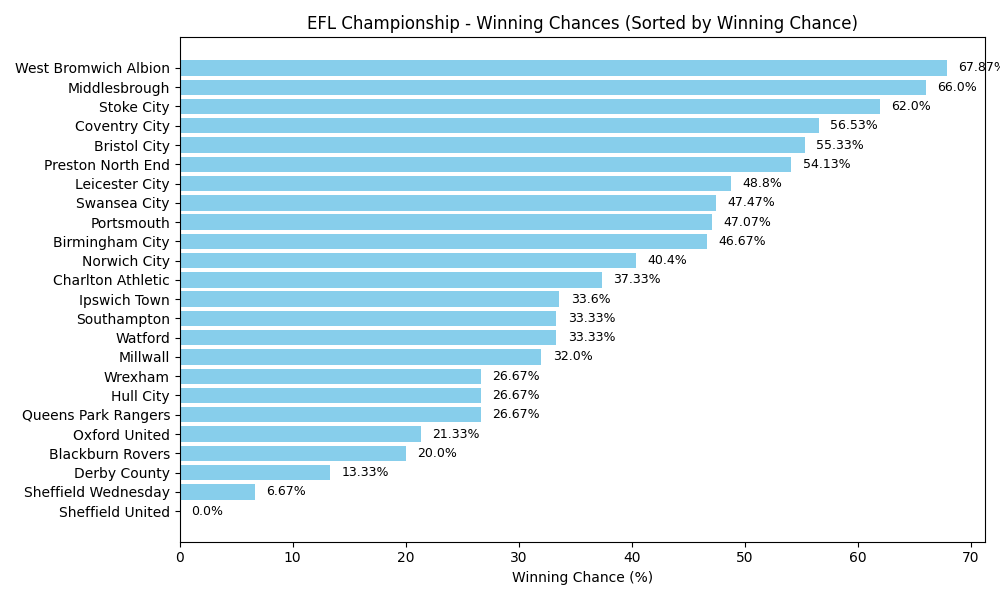 EFL Championship - Winning Chances (Sorted by Winning Chance)
West Bromwich Albion 67.87%
Middlesbrough 66.0%
Stoke City 62.0%
Coventry City 56.53%
Bristol City 55.33%
Preston North End 54.13%
Leicester City 48.8%
Swansea City 47.47%
Portsmouth 47.07%
Birmingham City 46.67%
Norwich City 40.4%
Charlton Athletic 37.33%
Ipswich Town 33.6%
Southampton 33.33%
Watford 33.33%
Millwall 32.0%
Wrexham 26.67%
Hull City 26.67%
Queens Park Rangers 26.67%
Oxford United 21.33%
Blackburn Rovers 20.0%
Derby County 13.33%
Sheffield Wednesday 6.67%
Sheffield United 0.0%
0 10 20 30 40 50 60 70
Winning Chance (%)